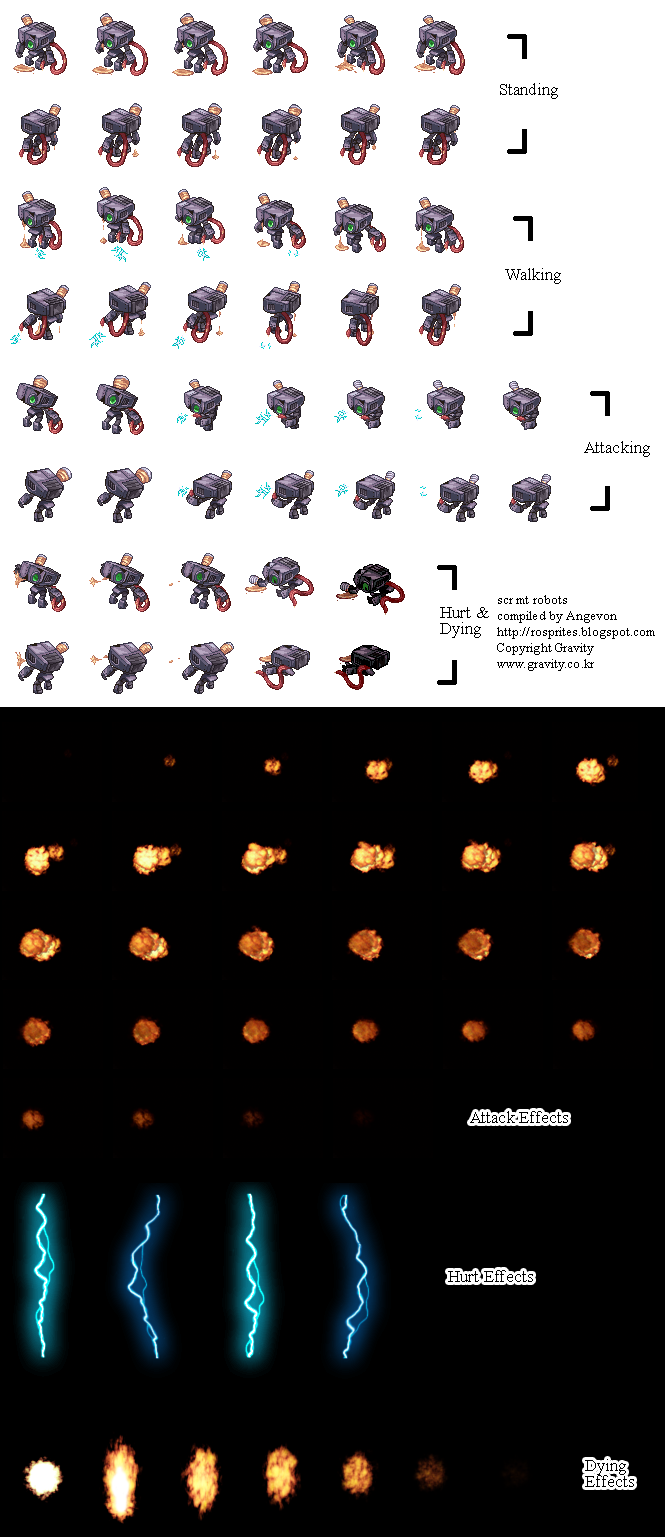 Standing
Walking
Attacking
Hurt &
Dying
scr mt robots
compiled by Angevon
http://rosprites.blogspot.com
Copyright Gravity
www.gravity.co.kr
Attack Effects
Hurt Effects
Dying
Effects